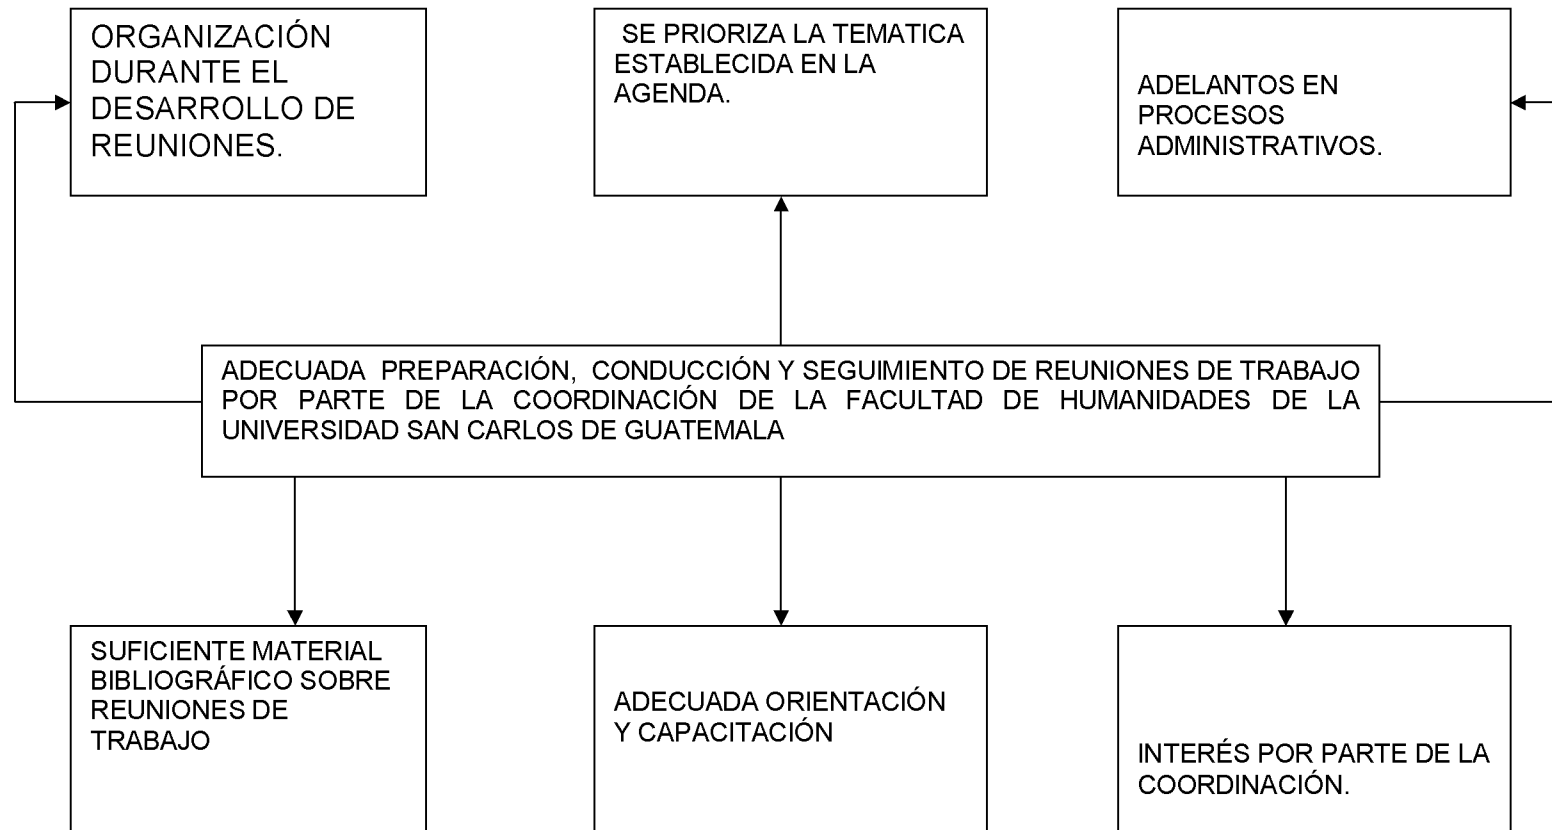 ORGANIZACIÓN
DURANTE EL
DESARROLLO DE
REUNIONES.
SE PRIORIZA LA TEMATICA
ESTABLECIDA EN LA
AGENDA.
ADELANTOS EN
PROCESOS
ADMINISTRATIVOS.
ADECUADA PREPARACIÓN, CONDUCCIÓN Y SEGUIMIENTO DE REUNIONES DE TRABAJO
POR PARTE DE LA COORDINACIÓN DE LA FACULTAD DE HUMANIDADES DE LA
UNIVERSIDAD SAN CARLOS DE GUATEMALA
SUFICIENTE MATERIAL
BIBLIOGRÁFICO SOBRE
REUNIONES DE
TRABAJO
ADECUADA ORIENTACIÓN
Y CAPACITACIÓN
INTERÉS POR PARTE DE LA
COORDINACIÓN.